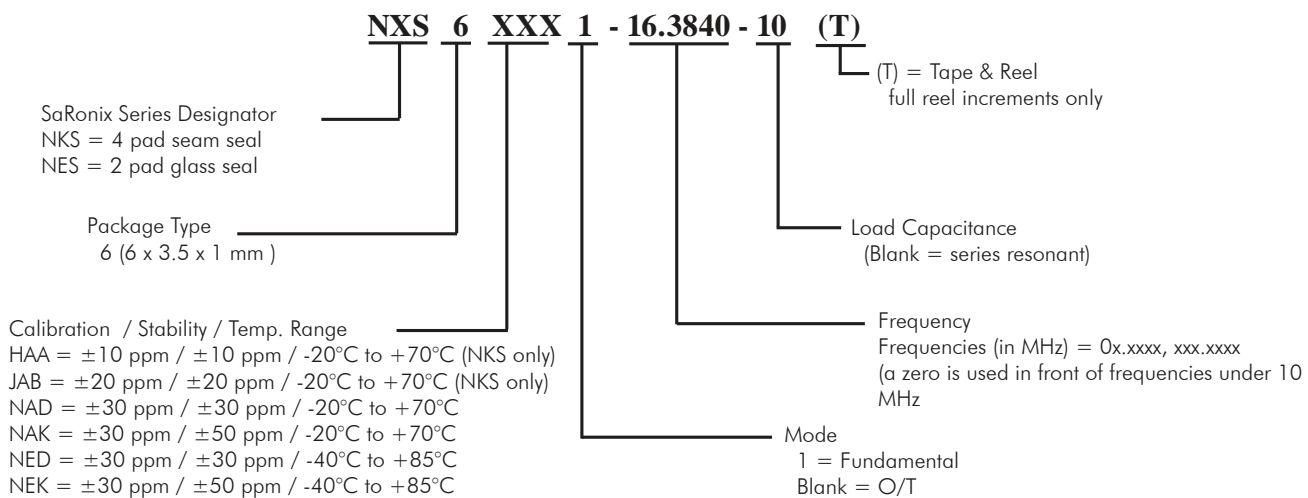 NXS 6 XXX 1 - 16.3840 - 10 (T)
(T) = Tape & Reel
full reel increments only
SaRonix Series Designator
NKS = 4 pad seam seal
NES = 2 pad glass seal
Package Type
6 (6 x 3.5 x 1 mm )
Load Capacitance
(Blank = series resonant)
Calibration / Stability / Temp. Range
HAA = ±10 ppm / ±10 ppm / -20°C to +70°C (NKS only)
JAB = ±20 ppm / ±20 ppm / -20°C to +70°C (NKS only)
NAD = ±30 ppm / ±30 ppm / -20°C to +70°C
NAK = ±30 ppm / ±50 ppm / -20°C to +70°C
NED = ±30 ppm / ±30 ppm / -40°C to +85°C
NEK = ±30 ppm / ±50 ppm / -40°C to +85°C
Frequency
Frequencies (in MHz) = 0x.xxxx, xxx.xxxx
(a zero is used in front of frequencies under 10
MHz
Mode
1 = Fundamental
Blank = O/T